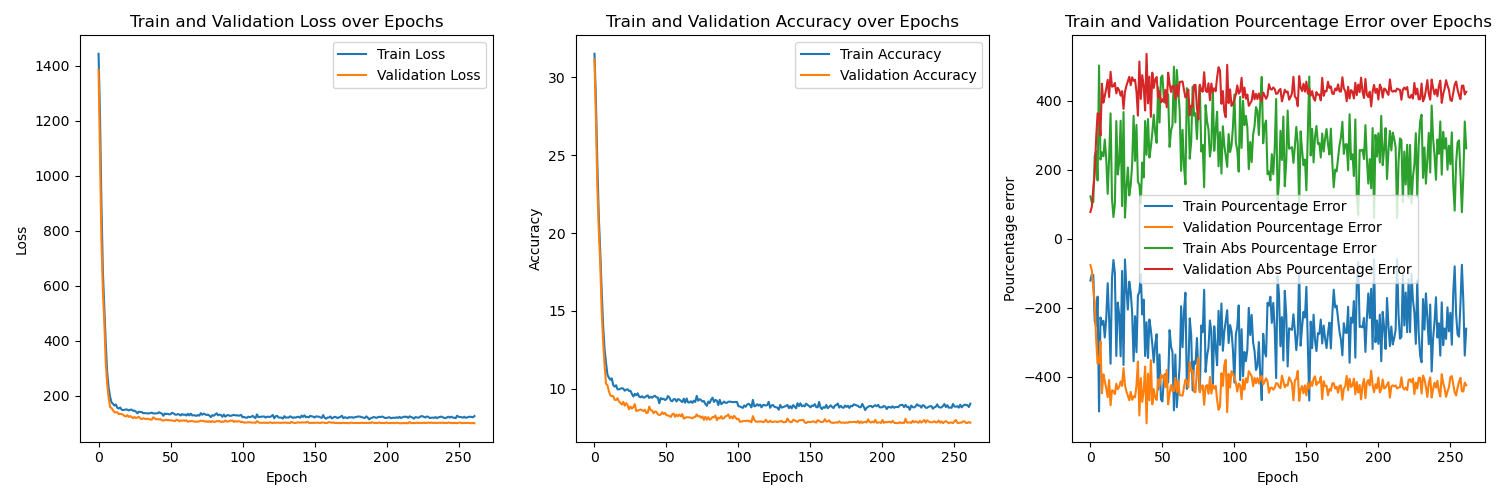 Train and Validation Loss over Epochs
Loss
1400
1200
1000
800
600
400
200
0
50
100
150
200
250
Epoch
Train Loss
Validation Loss
Train and Validation Accuracy over Epochs
Accuracy
30
25
20
15
10
0
50
100
150
200
250
Epoch
Train Accuracy
Validation Accuracy
Train and Validation Pourcentage Error over Epochs
Pourcentage error
400
200
0
−200
−400
0
50
100
150
200
250
Epoch
Train Pourcentage Error
Validation Pourcentage Error
Train Abs Pourcentage Error
Validation Abs Pourcentage Error